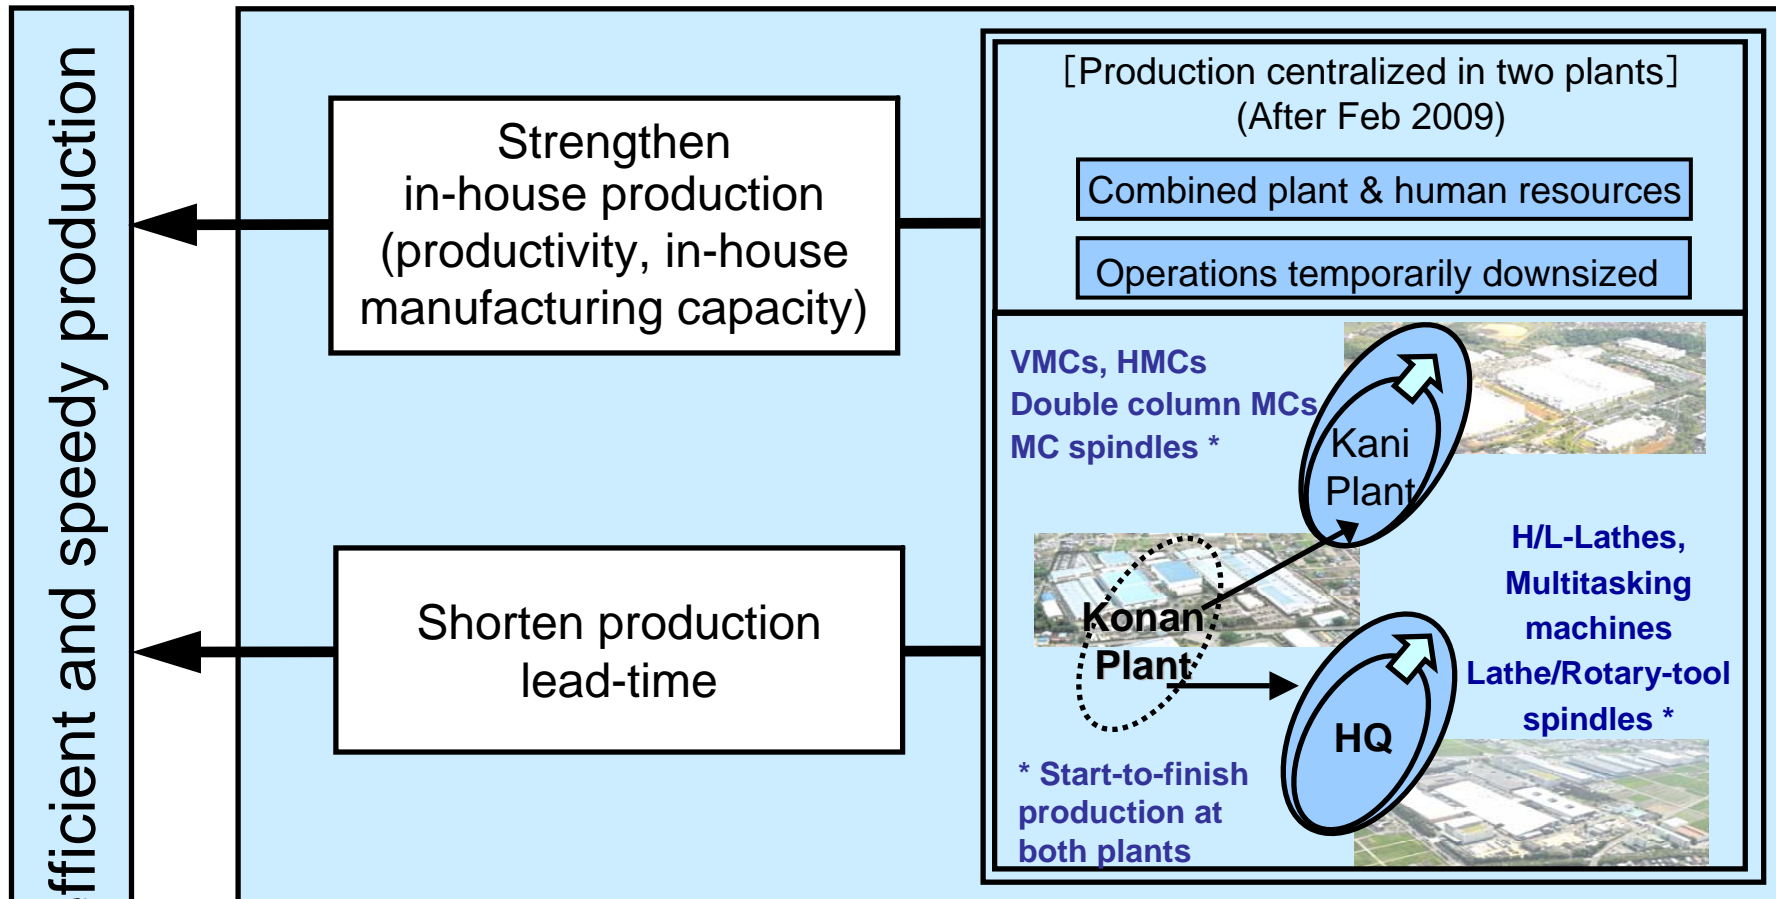 efficient and speedy production
Strengthen
in-house production
(productivity, in-house
manufacturing capacity)
Shorten production
lead-time
［Production centralized in two plants］
(After Feb 2009)
Combined plant & human resources
Operations temporarily downsized
VMCs, HMCs
Double column MCs
MC spindles *
Kani
Plant
Konan
Plant
H/L-Lathes,
Multitasking
machines
Lathe/Rotary-tool
spindles *
HQ
* Start-to-finish
production at
both plants